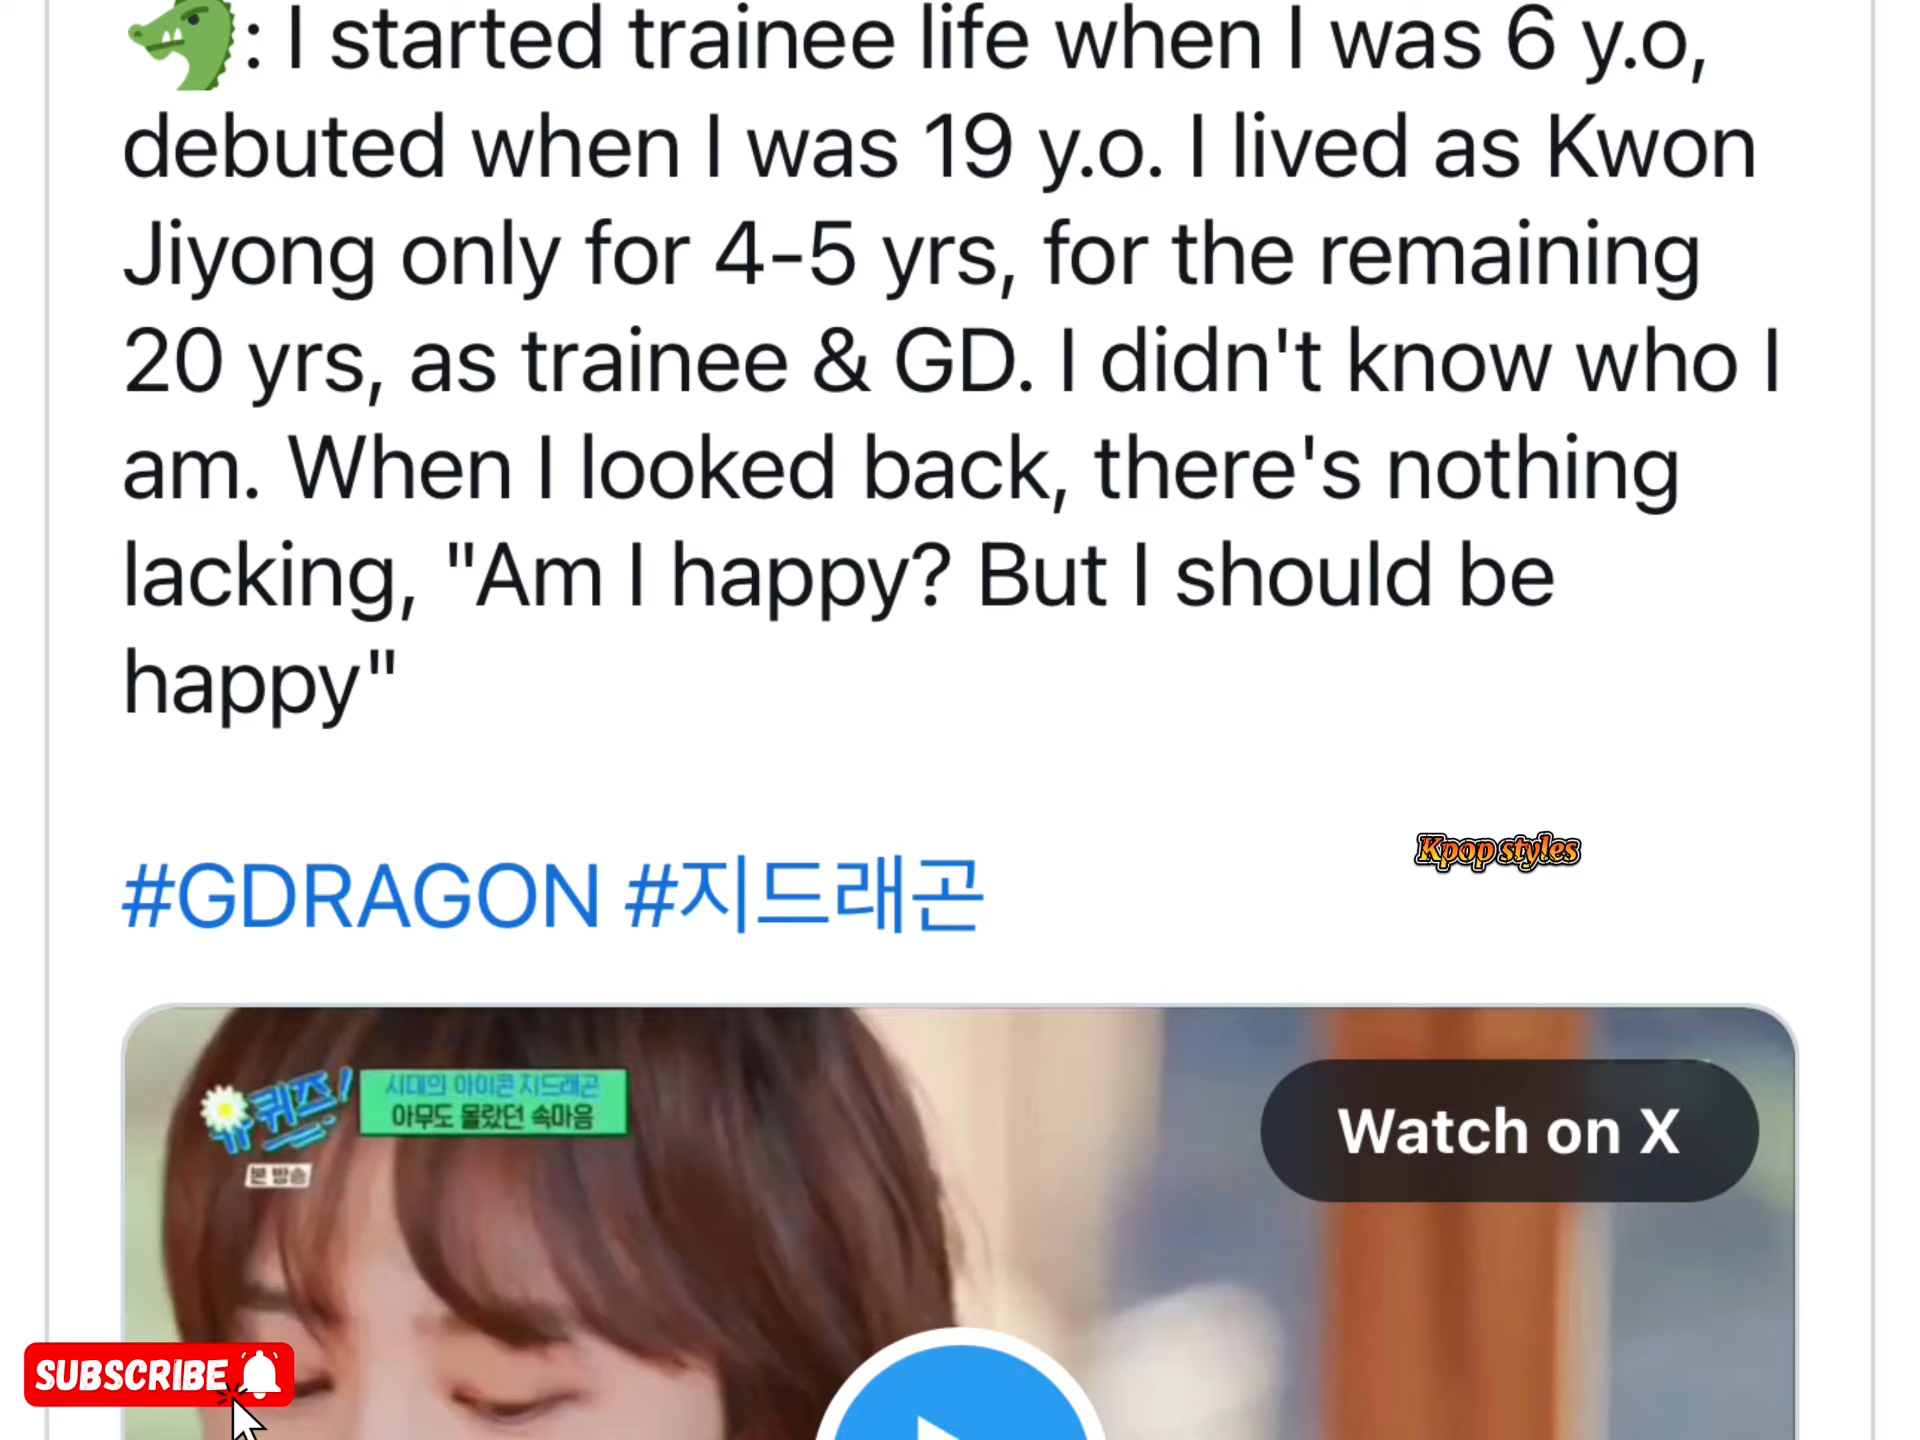 : I started trainee life when I was 6 y.o,
debuted when I was 19 y.o. I lived as Kwon
Jiyong only for 4-5 yrs, for the remaining
20 yrs, as trainee & GD. I didn't know who I
am. When I looked back, there's nothing
lacking, "Am I happy? But I should be
happy"
Kpop styles
#GDRAGON #지드래곤
유퀴즈!
시대의 아이콘 지드래곤
아무도 몰랐던 속마음
본 방송
Watch on X
SUBSCRIBE